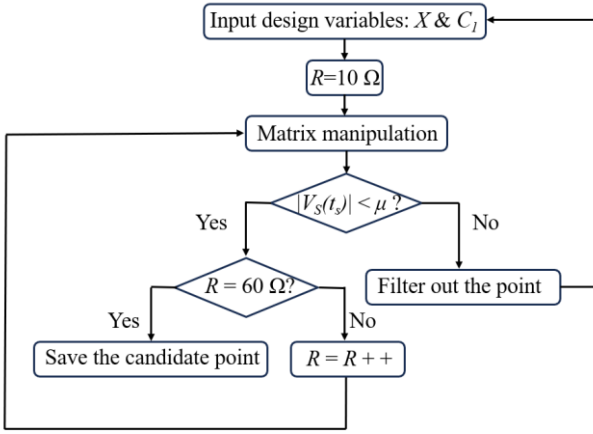 Input design variables: X & C₁
R=10 Ω
Matrix manipulation
|Vₛ(tₛ)| < μ ?
Yes
No
R = 60 Ω?
Filter out the point
Yes
No
Save the candidate point
R = R + +